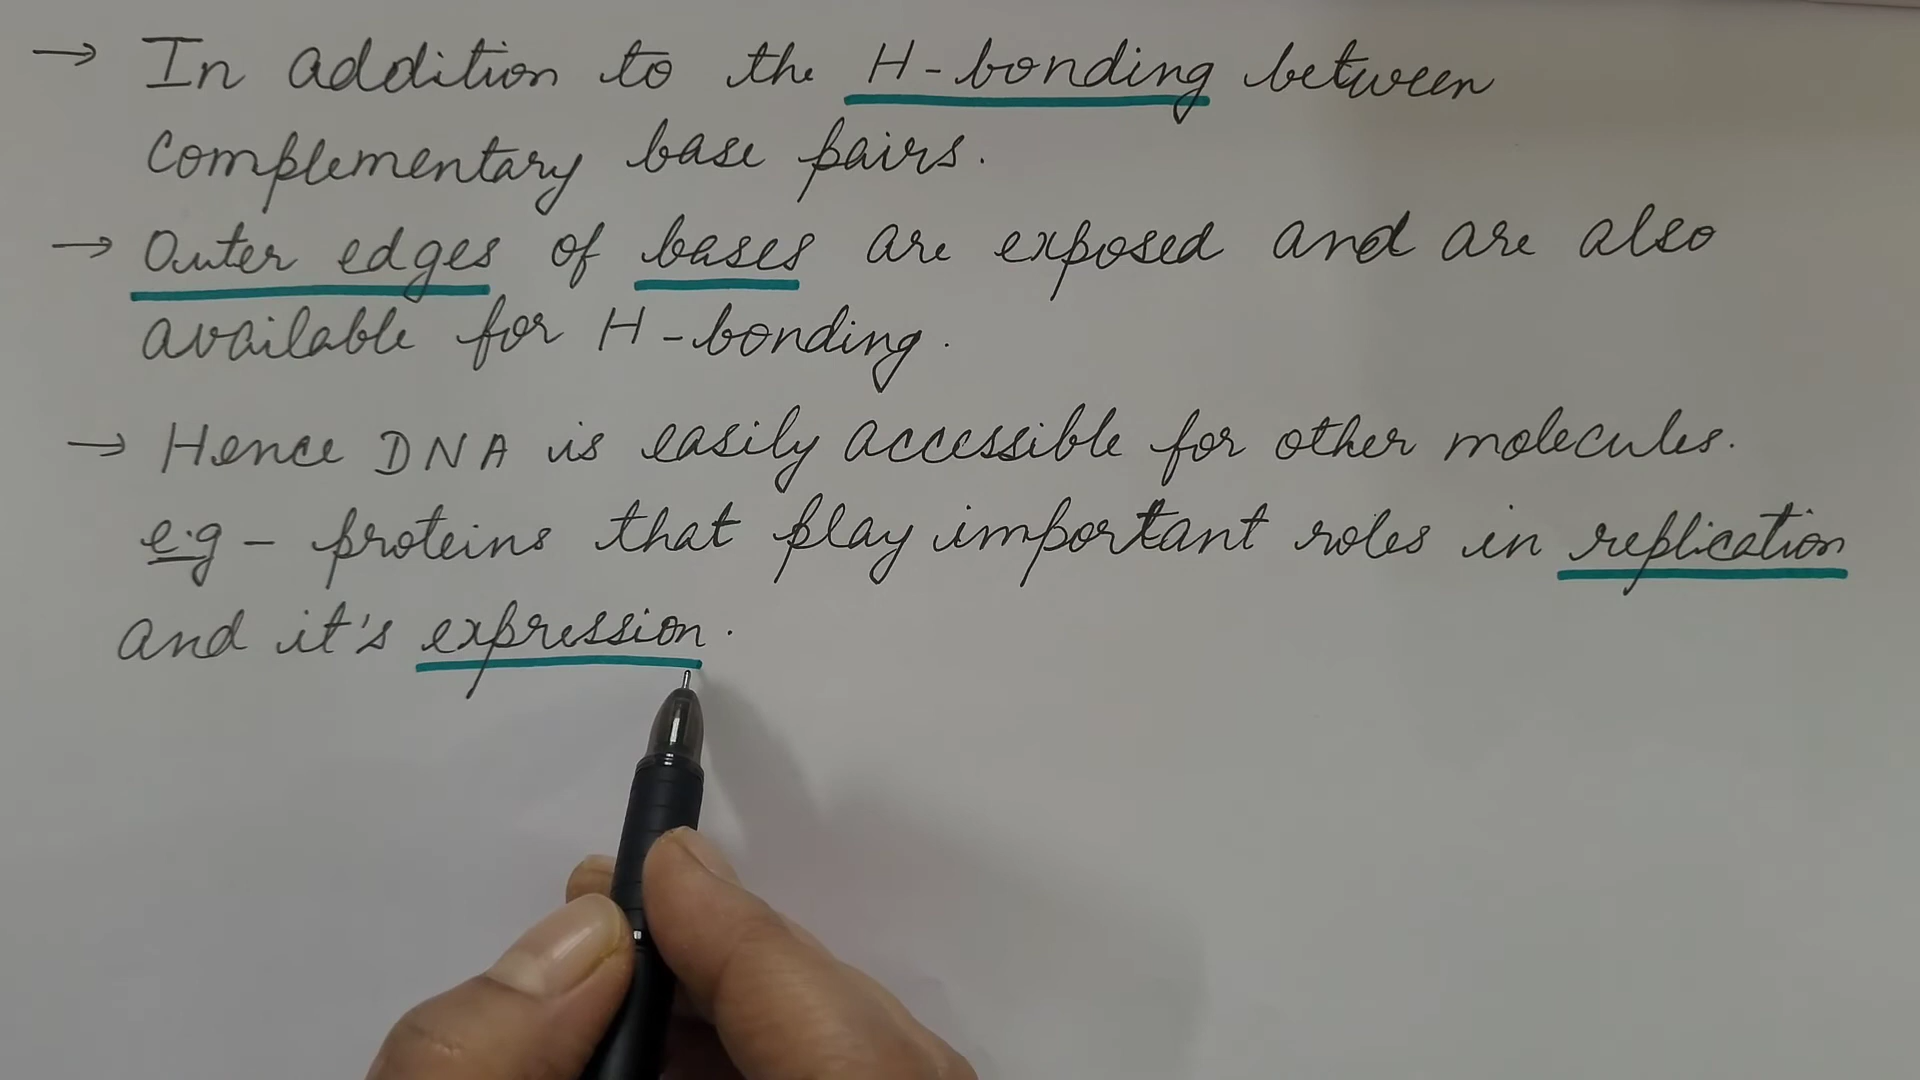 → In addition to the H-bonding between
complementary base pairs.
→ Outer edges of bases are exposed and are also
available for H-bonding.
→ Hence DNA is easily accessible for other molecules.
e.g - proteins that play important roles in replication
and it's expression.